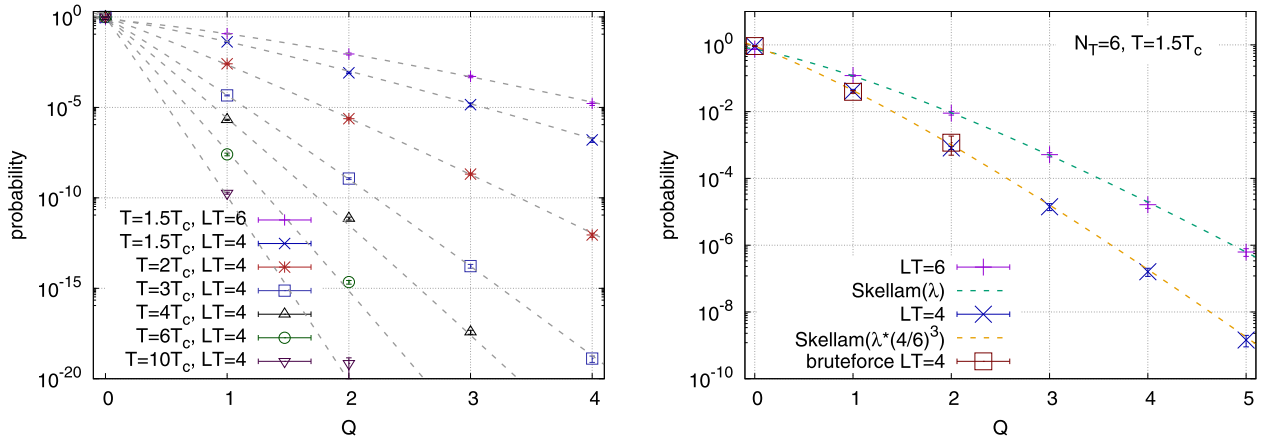 10^0
10^-5
10^-10
10^-15
10^-20
probability
T=1.5T_c, LT=6
T=1.5T_c, LT=4
T=2T_c, LT=4
T=3T_c, LT=4
T=4T_c, LT=4
T=6T_c, LT=4
T=10T_c, LT=4
0 1 2 3 4
Q
10^0
10^-2
10^-4
10^-6
10^-8
10^-10
probability
N_T=6, T=1.5T_c
LT=6
Skellam(λ)
LT=4
Skellam(λ*(4/6)^3)
bruteforce LT=4
0 1 2 3 4 5
Q